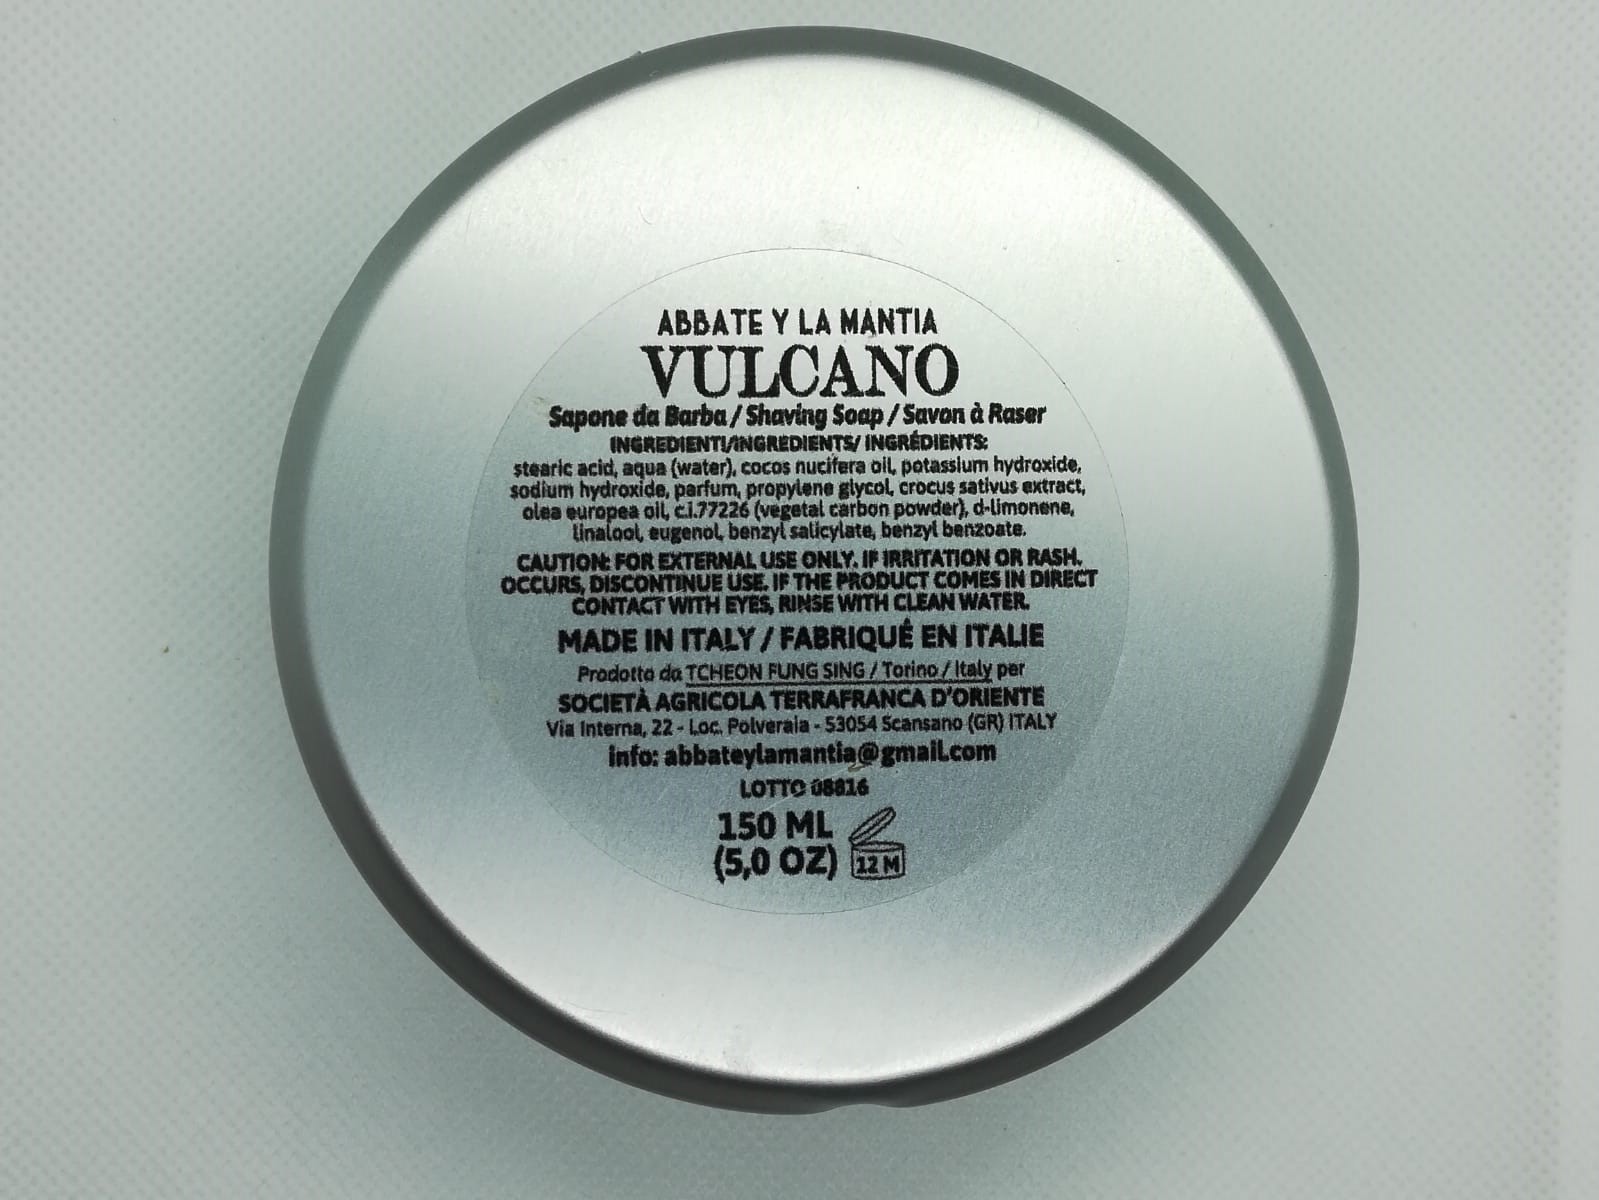 ABBATE Y LA MANTIA
VULCANO
Sapone da Barba / Shaving Soap / Savon à Raser
INGREDIENTI/INGREDIENTS/ INGRÉDIENTS:
stearic acid, aqua (water), cocos nucifera oil, potassium hydroxide,
sodium hydroxide, parfum, propylene glycol, crocus sativus extract,
olea europea oil, c.i.77226 (vegetal carbon powder), d-limonene,
linalool, eugenol, benzyl salicylate, benzyl benzoate.
CAUTION: FOR EXTERNAL USE ONLY. IF IRRITATION OR RASH.
OCCURS, DISCONTINUE USE. IF THE PRODUCT COMES IN DIRECT
CONTACT WITH EYES, RINSE WITH CLEAN WATER.
MADE IN ITALY / FABRIQUÉ EN ITALIE
Prodotto da TCHEON FUNG SING / Torino / Italy per
SOCIETÀ AGRICOLA TERRAFRANCA D'ORIENTE
Via Interna, 22 - Loc. Polveraia - 53054 Scansano (GR) ITALY
info: abbateylamantia@gmail.com
LOTTO 08816
150 ML
(5,0 OZ) 12 M